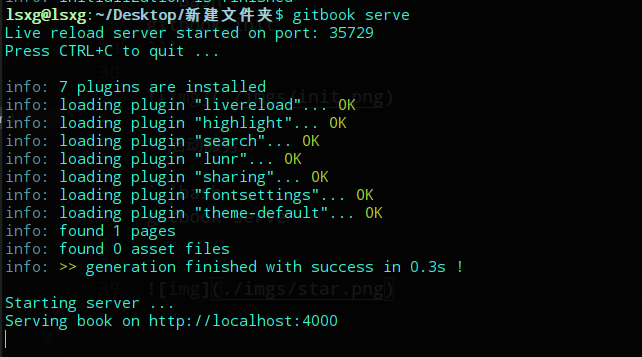 lsxg@lsxg:~/Desktop/新建文件夹$ gitbook serve
Live reload server started on port: 35729
Press CTRL+C to quit ...
info: 7 plugins are installed
info: loading plugin "livereload"... OK
info: loading plugin "highlight"... OK
info: loading plugin "search"... OK
info: loading plugin "lunr"... OK
info: loading plugin "sharing"... OK
info: loading plugin "fontsettings"... OK
info: loading plugin "theme-default"... OK
info: found 1 pages
info: found 0 asset files
info: >> generation finished with success in 0.3s !
![img](./imgs/star.png)
Starting server ...
Serving book on http://localhost:4000